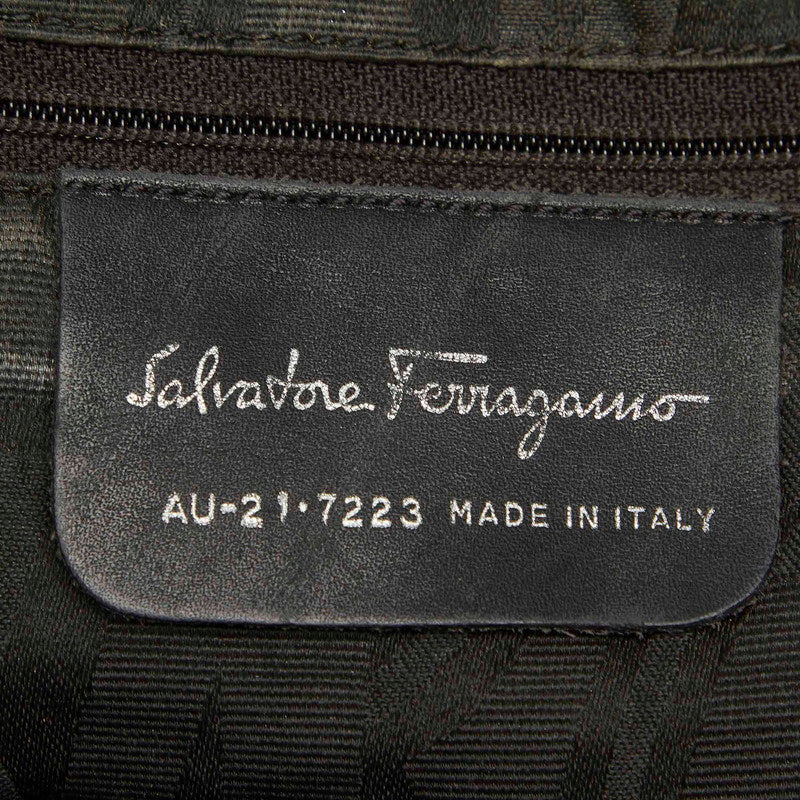 Salvatore Ferragamo
AU-21·7223 MADE IN ITALY